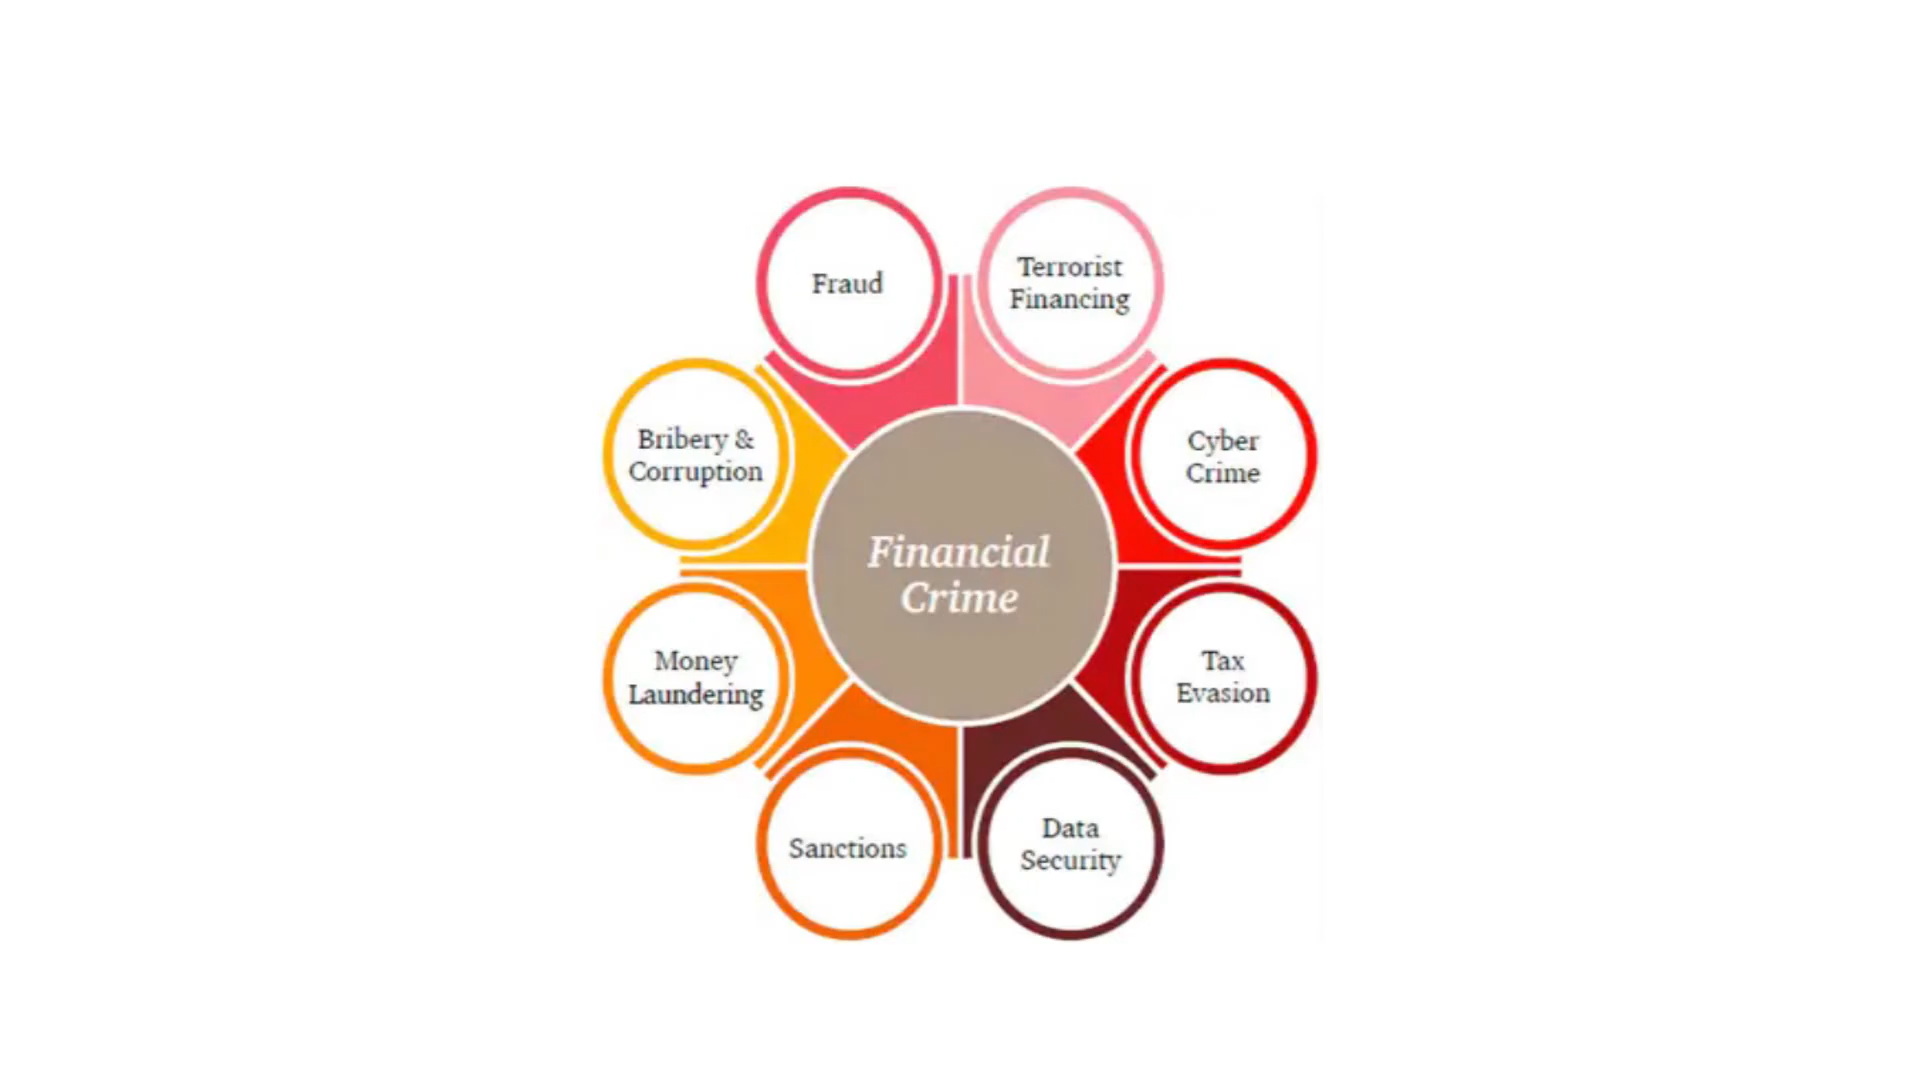 Fraud
Terrorist
Financing
Bribery &
Corruption
Cyber
Crime
Financial
Crime
Money
Laundering
Tax
Evasion
Sanctions
Data
Security